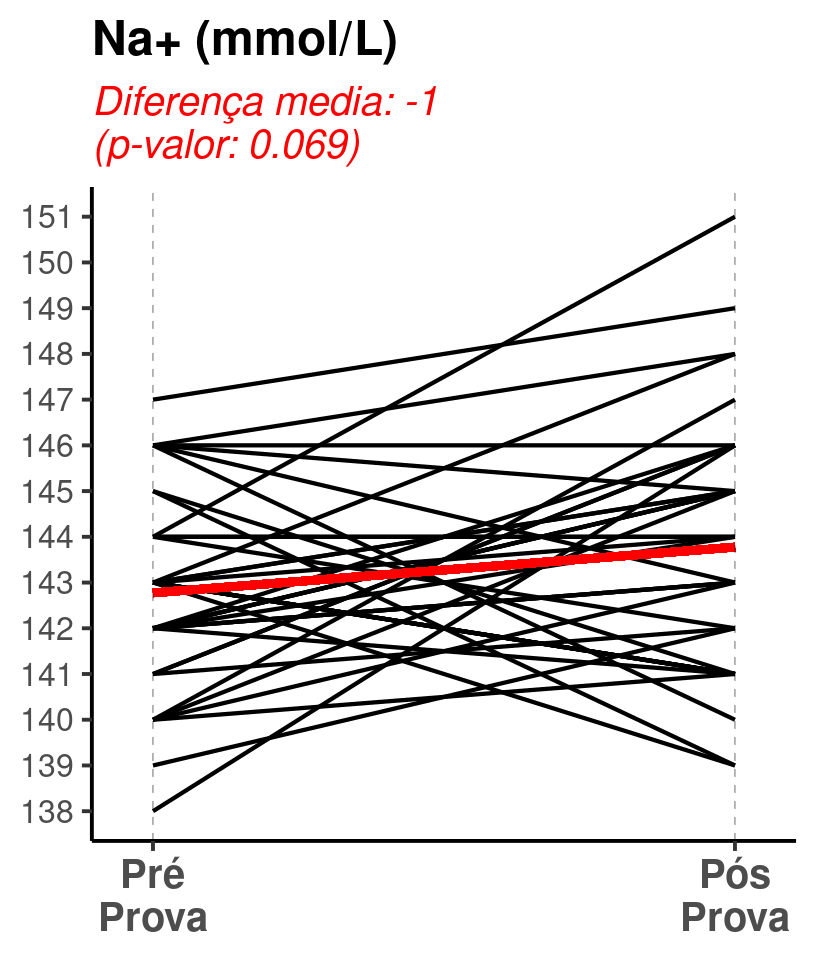 Na+ (mmol/L)
Diferença media: -1
(p-valor: 0.069)
151
150
149
148
147
146
145
144
143
142
141
140
139
138
Pré
Prova
Pós
Prova